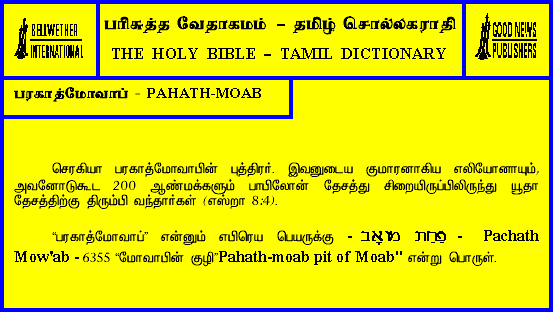 BELLWETHER
INTERNATIONAL
பரிசுத்த வேதாகமம் – தமிழ் சொல்லகராதி
THE HOLY BIBLE – TAMIL DICTIONARY
GOOD NEWS
PUBLISHERS
பரகாத்மோவாப் - PAHATH-MOAB
செரகியா பரகாத்மோவாபின் புத்திரர். இவனுடைய குமாரனாகிய எலியோனாயும்,
அவனோடுகூட 200 ஆண்மக்களும் பாபிலோன் தேசத்து சிறையிருப்பிலிருந்து யூதா
தேசத்திற்கு திரும்பி வந்தார்கள் (எஸ்றா 8:4).
“பரகாத்மோவாப்” என்னும் எபிரெய பெயருக்கு - פַּחַת מוֹאָב - Pachath
Mow'ab - 6355 “மோவாபின் குழி”Pahath-moab pit of Moab" என்று பொருள்.